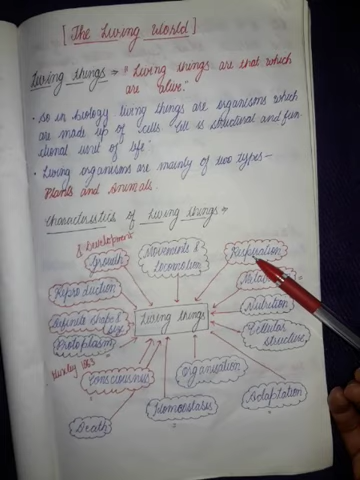 [ The Living World ]
Living things ⇒ "Living things are that which
are alive."
• So in biology living things are organisms which
are made up of cells. Cell is structural and fun-
ctional unit of life.
• Living organisms are mainly of two types –
Plants and Animals.
Characteristics of Living things ⇒
& Development
Growth
Movements &
Locomotion
Respiration
Reproduction
Nutrition
Definite shape &
size
Living things
Protoplasm
Cellular
structure
Huxley 1863
Consciousness
Organisation
Death
Homeostasis
Adaptation